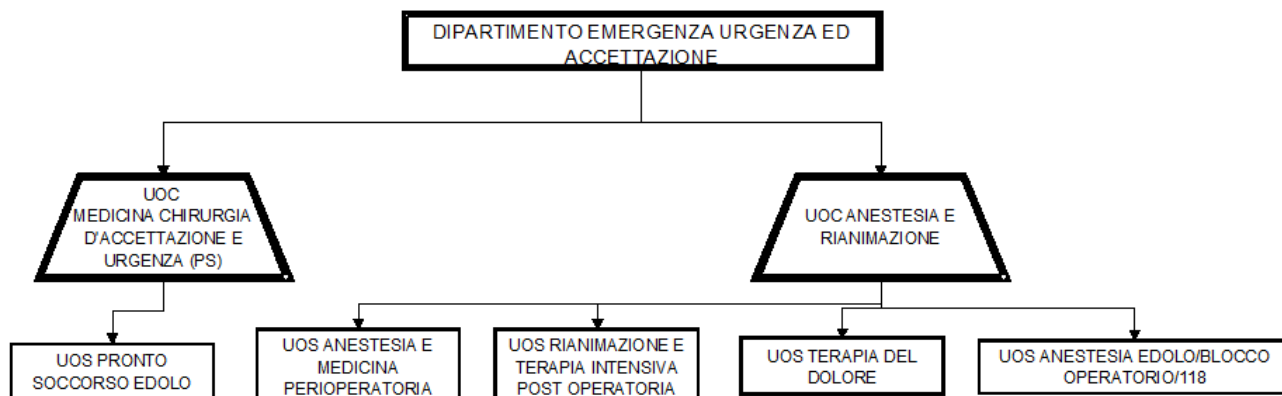 DIPARTIMENTO EMERGENZA URGENZA ED
ACCETTAZIONE
UOC
MEDICINA CHIRURGIA
D'ACCETTAZIONE E
URGENZA (PS)
UOC ANESTESIA E
RIANIMAZIONE
UOS PRONTO
SOCCORSO EDOLO
UOS ANESTESIA E
MEDICINA
PERIOPERATORIA
UOS RIANIMAZIONE E
TERAPIA INTENSIVA
POST OPERATORIA
UOS TERAPIA DEL
DOLORE
UOS ANESTESIA EDOLO/BLOCCO
OPERATORIO/118